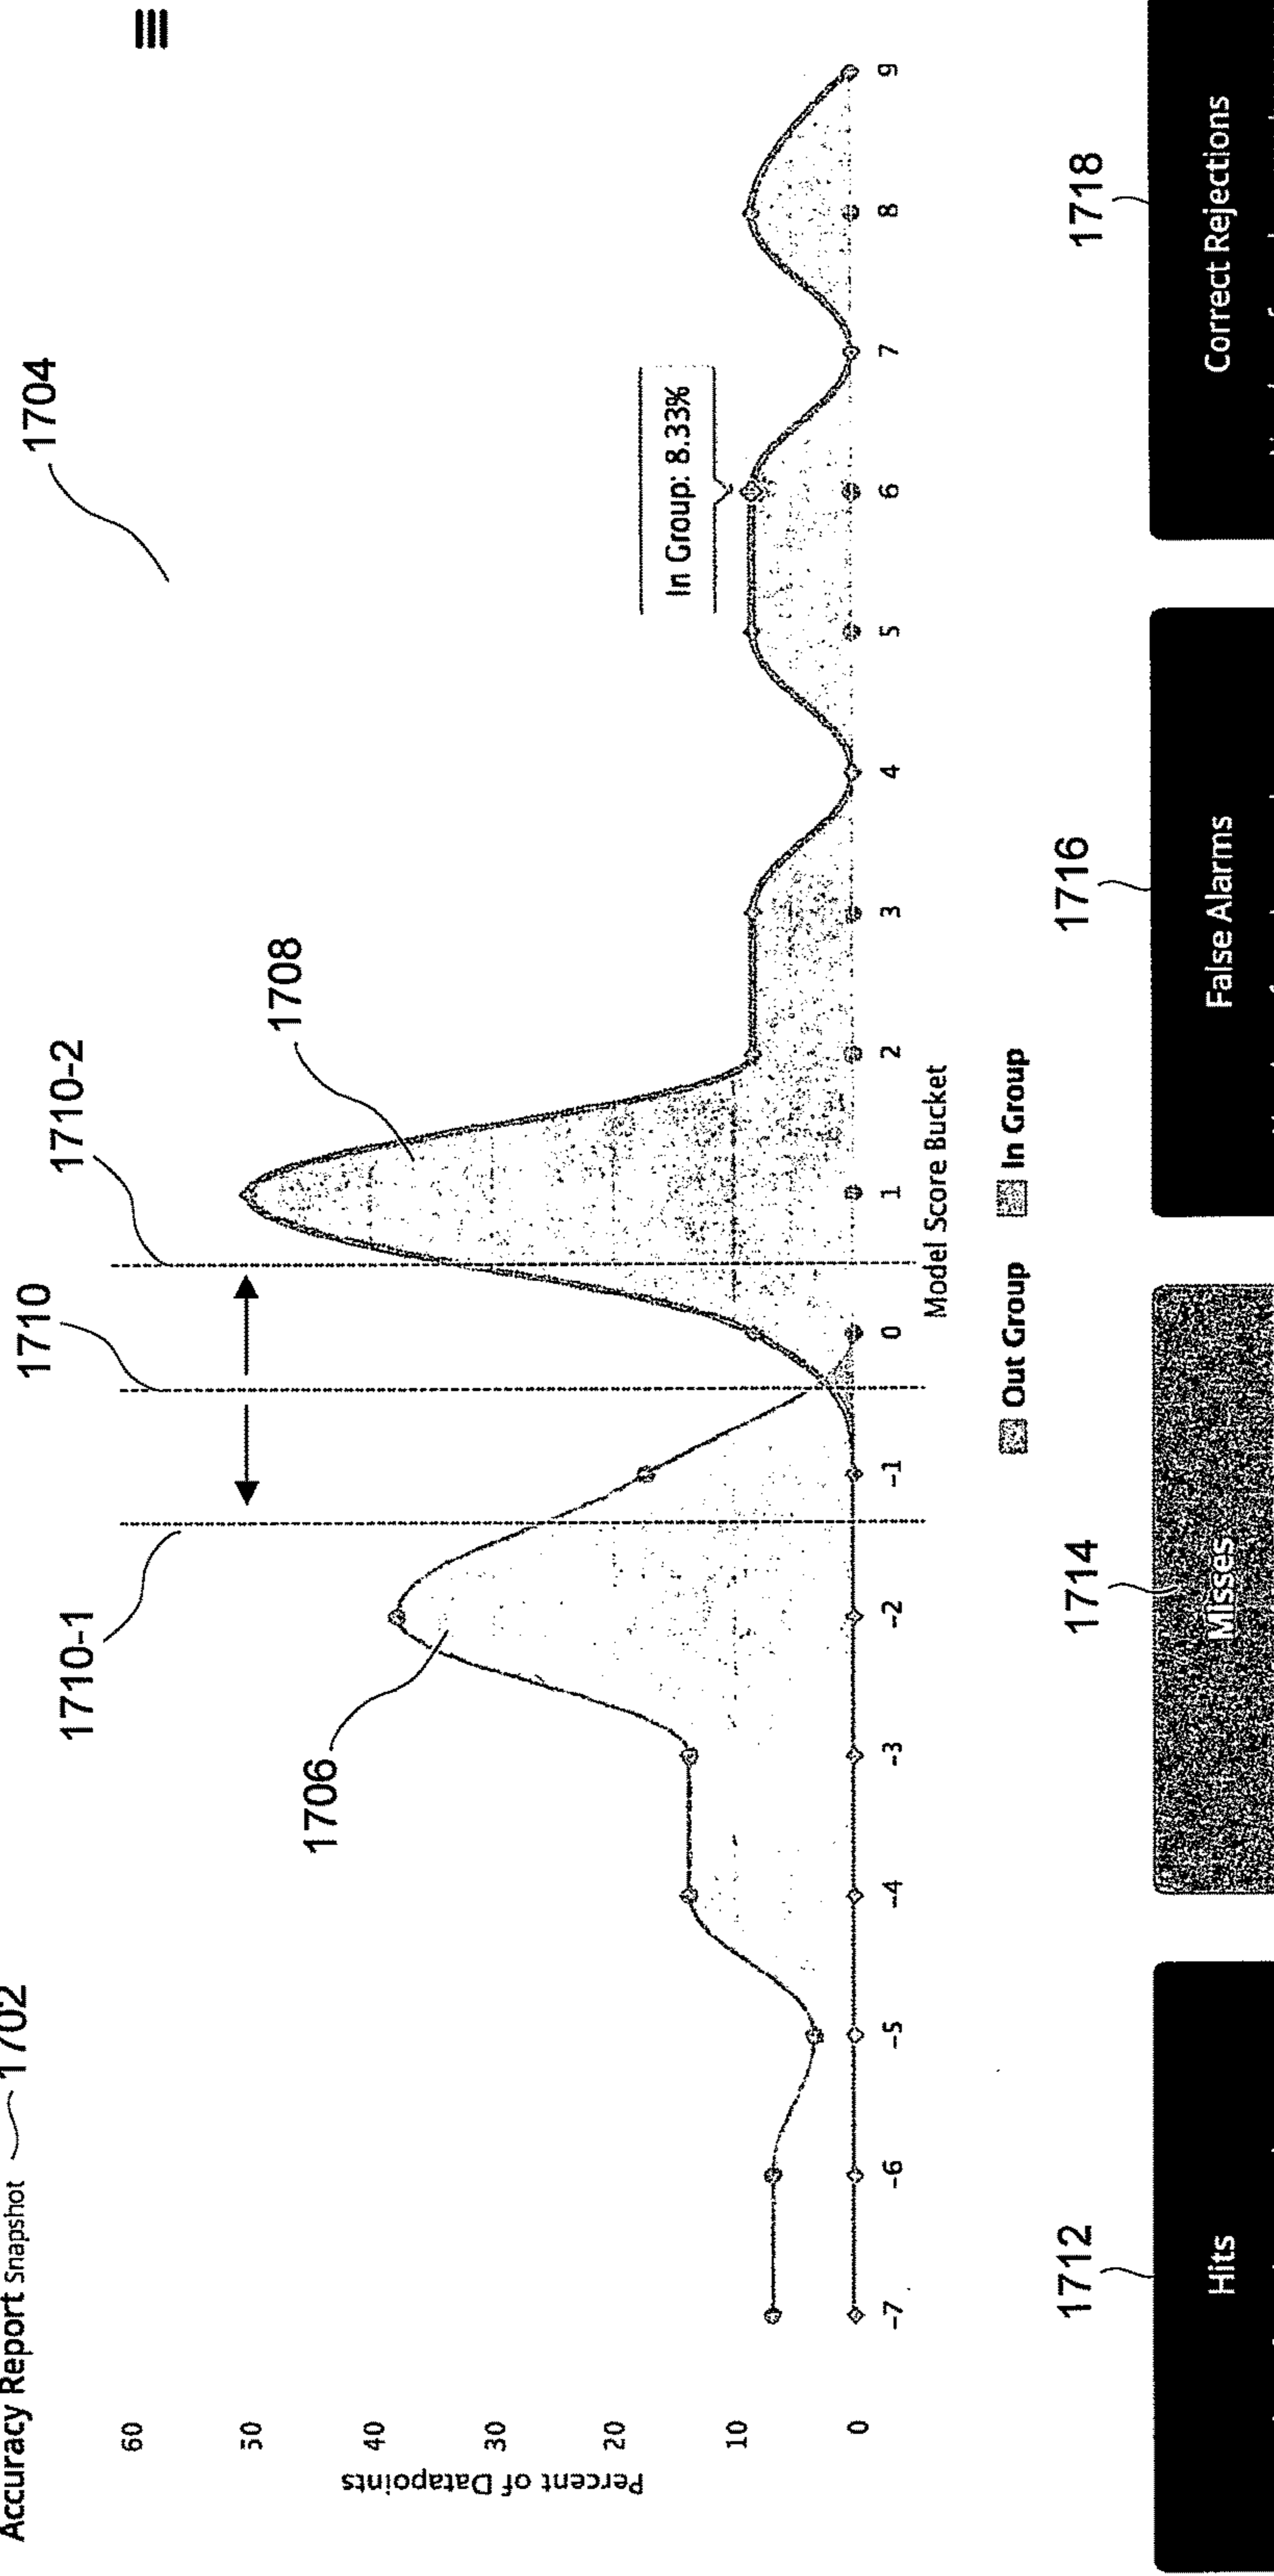 Accuracy Report Snapshot 1702
1704
1710-1
1710
1710-2
1706
1708
In Group: 8.33%
Percent of Datapoints
60
50
40
30
20
10
0
-7 -6 -5 -4 -3 -2 -1 0 1 2 3 4 5 6 7 8 9
Model Score Bucket
Out Group In Group
1712
1714
1716
1718
Hits
Misses
False Alarms
Correct Rejections